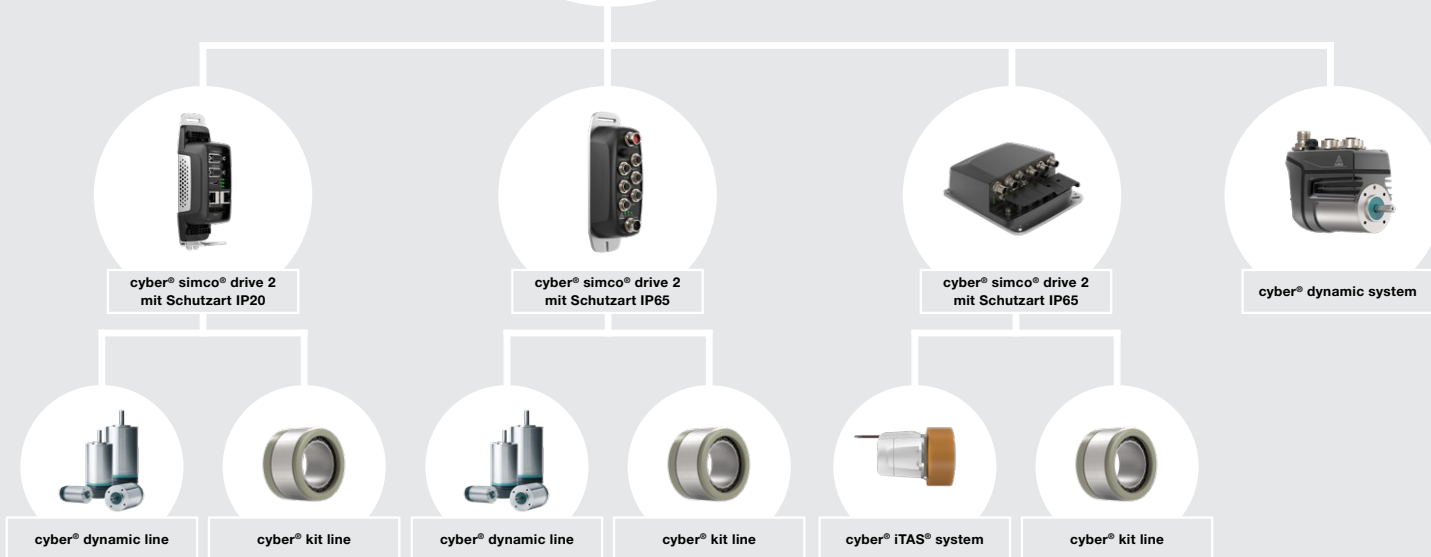 cyber® simco® drive 2
mit Schutzart IP20
cyber® simco® drive 2
mit Schutzart IP65
cyber® simco® drive 2
mit Schutzart IP65
cyber® dynamic system
cyber® dynamic line
cyber® kit line
cyber® dynamic line
cyber® kit line
cyber® iTAS® system
cyber® kit line